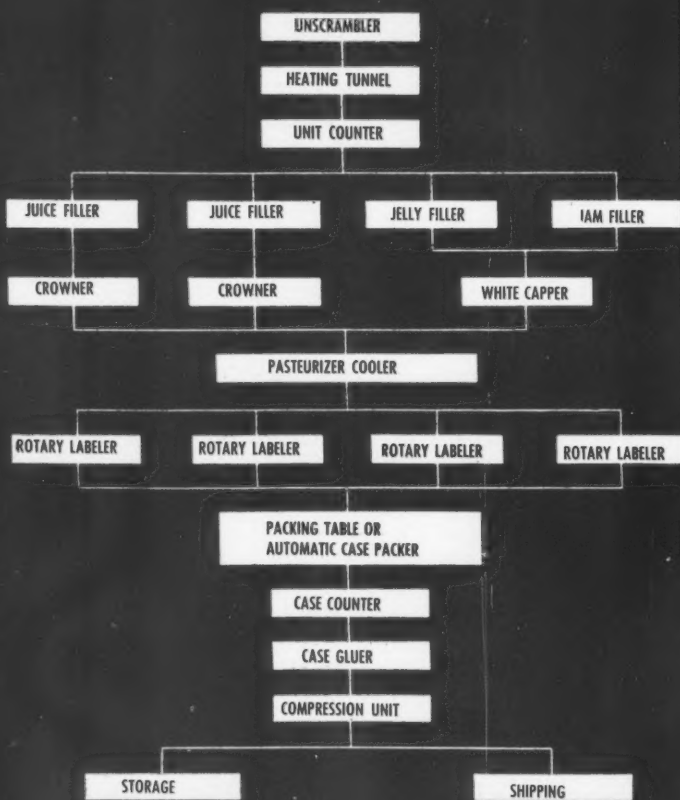 UNSCRAMBLER
HEATING TUNNEL
UNIT COUNTER
JUICE FILLER
JUICE FILLER
JELLY FILLER
JAM FILLER
CROWNER
CROWNER
WHITE CAPPER
PASTEURIZER COOLER
ROTARY LABELER
ROTARY LABELER
ROTARY LABELER
ROTARY LABELER
PACKING TABLE OR
AUTOMATIC CASE PACKER
CASE COUNTER
CASE GLUER
COMPRESSION UNIT
STORAGE
SHIPPING